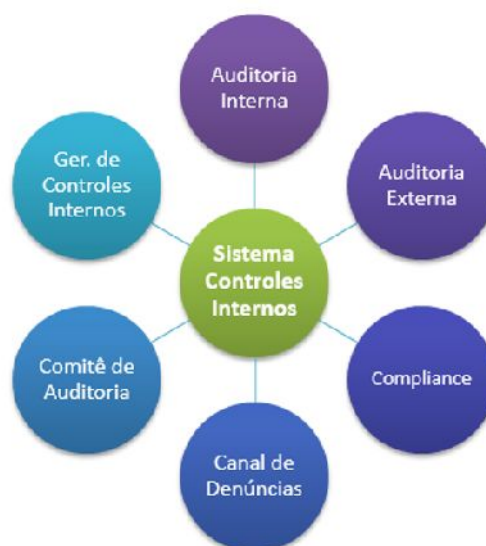 Auditoria
Interna
Ger. de
Controles
Internos
Auditoria
Externa
Sistema
Controles
Internos
Comitê de
Auditoria
Compliance
Canal de
Denúncias